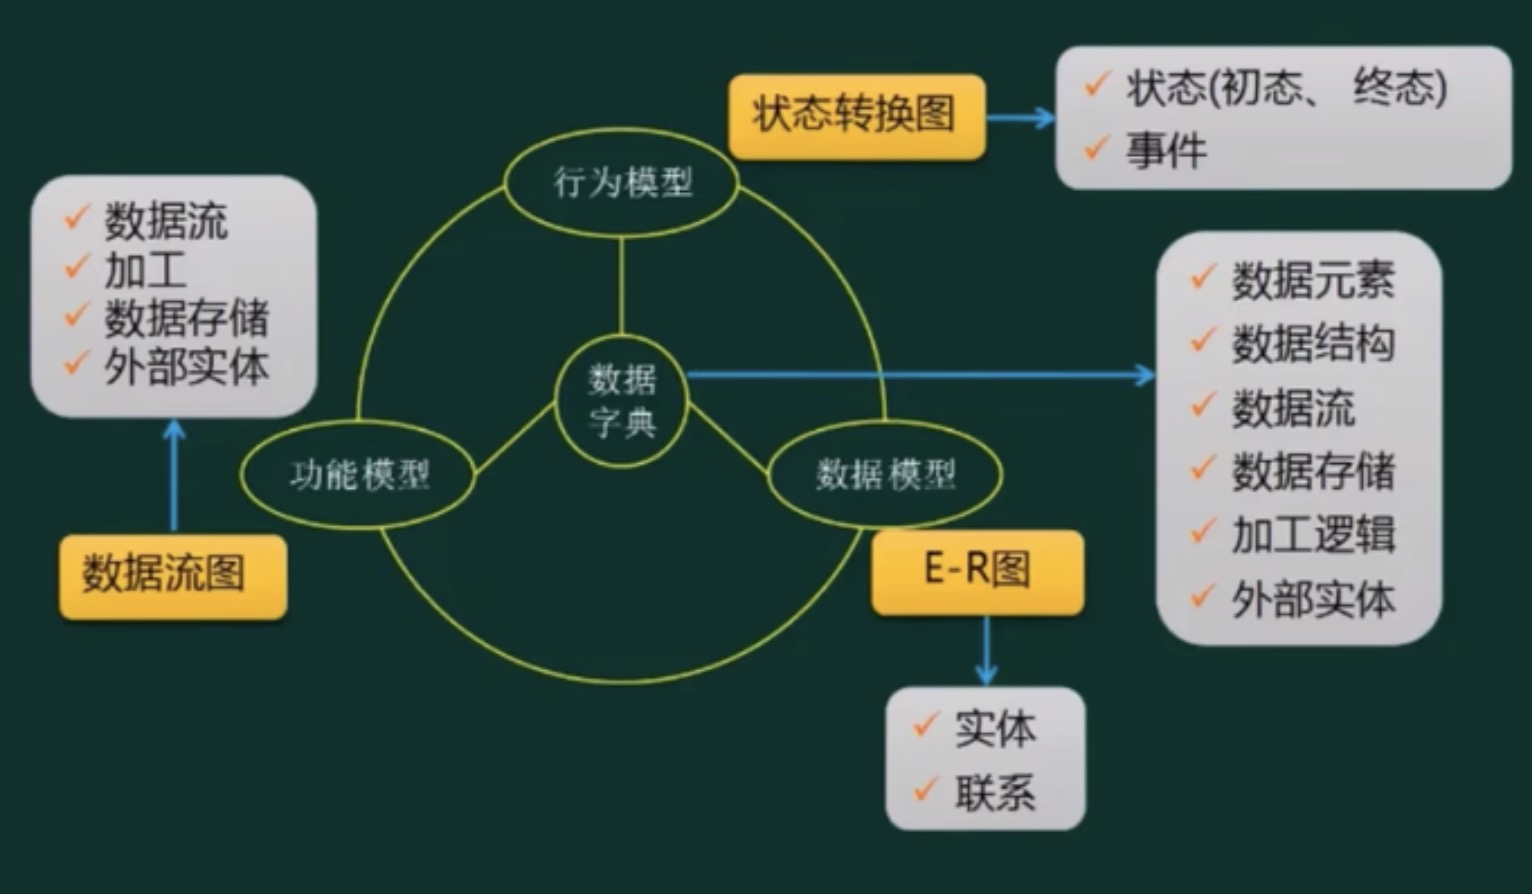 状态转换图
状态(初态、 终态)
事件
行为模型
数据流
加工
数据存储
外部实体
数据
字典
功能模型
数据模型
数据元素
数据结构
数据流
数据存储
加工逻辑
外部实体
数据流图
E-R图
实体
联系